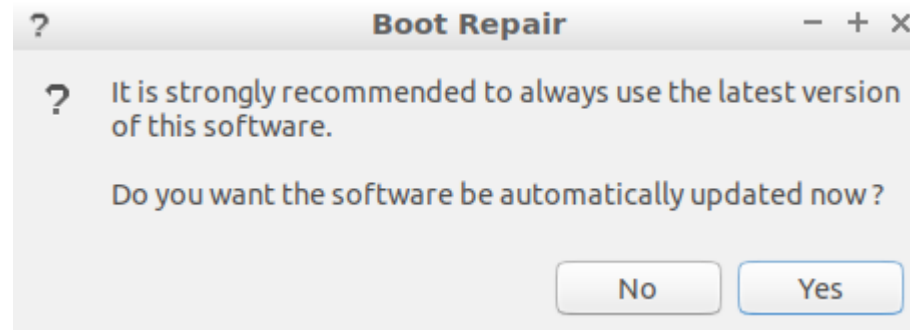 Boot Repair
It is strongly recommended to always use the latest version
of this software.
Do you want the software be automatically updated now ?
No
Yes